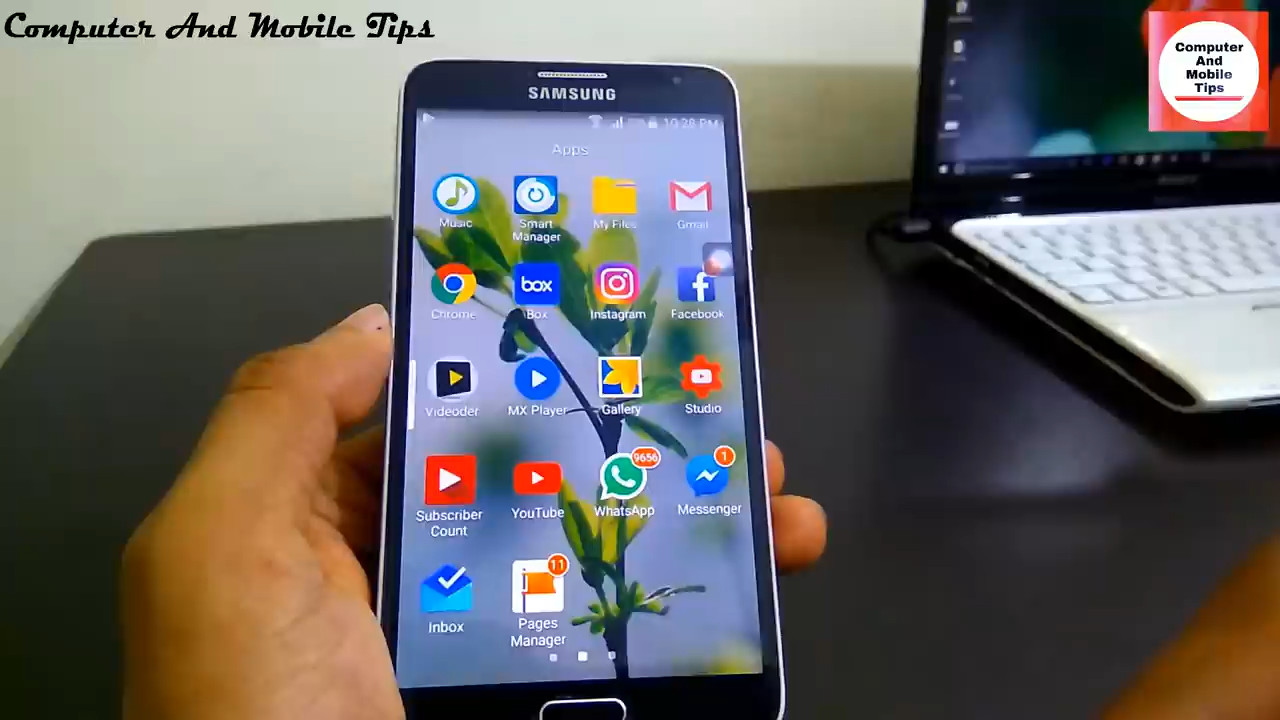 Computer And Mobile Tips
Computer
And
Mobile
Tips
SAMSUNG
10:28 PM
Apps
Music
Smart
Manager
My Files
Gmail
Chrome
box
Box
Instagram
Facebook
Videoder
MX Player
Gallery
Studio
9656
1
Subscriber
Count
YouTube
WhatsApp
Messenger
11
Inbox
Pages
Manager